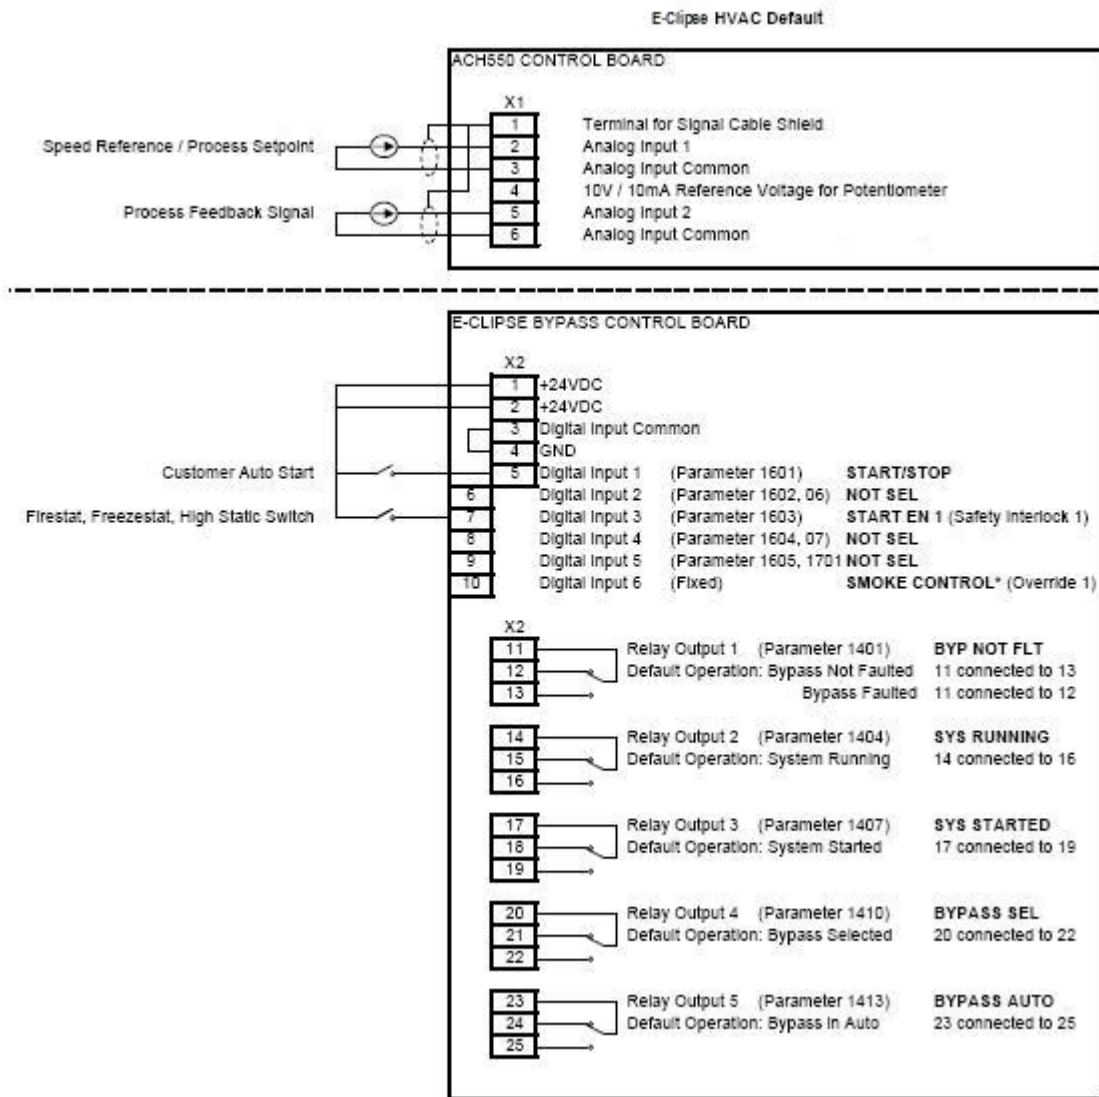 E-Clipse HVAC Default
ACH550 CONTROL BOARD
X1
1 Terminal for Signal Cable Shield
Speed Reference / Process Setpoint 2 Analog Input 1
3 Analog Input Common
4 10V / 10mA Reference Voltage for Potentiometer
Process Feedback Signal 5 Analog Input 2
6 Analog Input Common
E-CLIPSE BYPASS CONTROL BOARD
X2
1 +24VDC
2 +24VDC
3 Digital Input Common
4 GND
Customer Auto Start 5 Digital Input 1 (Parameter 1601) START/STOP
6 Digital Input 2 (Parameter 1602, 06) NOT SEL
Firestat, Freezestat, High Static Switch 7 Digital Input 3 (Parameter 1603) START EN 1 (Safety Interlock 1)
8 Digital Input 4 (Parameter 1604, 07) NOT SEL
9 Digital Input 5 (Parameter 1605, 1701 NOT SEL
10 Digital Input 6 (Fixed) SMOKE CONTROL* (Override 1)
X2
11 Relay Output 1 (Parameter 1401) BYP NOT FLT
12 Default Operation: Bypass Not Faulted 11 connected to 13
13 Bypass Faulted 11 connected to 12
14 Relay Output 2 (Parameter 1404) SYS RUNNING
15 Default Operation: System Running 14 connected to 16
16
17 Relay Output 3 (Parameter 1407) SYS STARTED
18 Default Operation: System Started 17 connected to 19
19
20 Relay Output 4 (Parameter 1410) BYPASS SEL
21 Default Operation: Bypass Selected 20 connected to 22
22
23 Relay Output 5 (Parameter 1413) BYPASS AUTO
24 Default Operation: Bypass In Auto 23 connected to 25
25